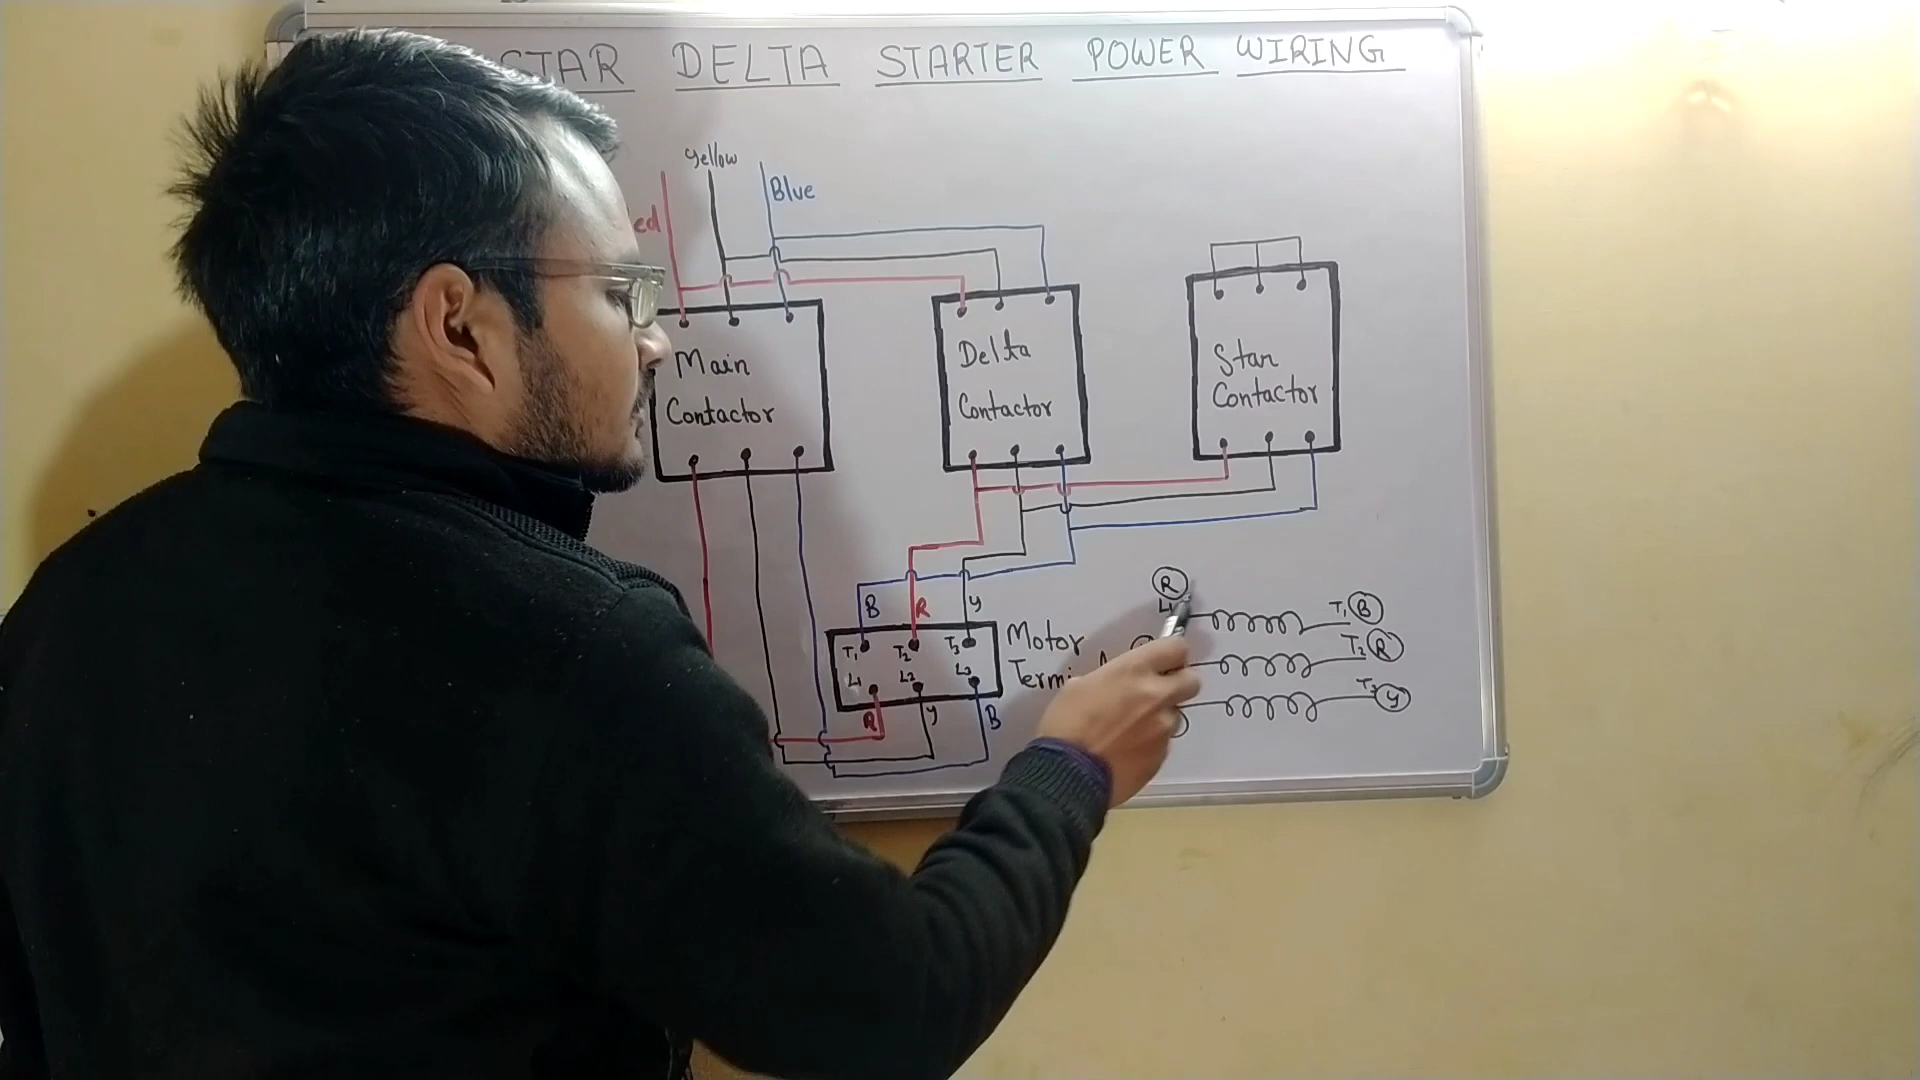 STAR DELTA STARTER POWER WIRING
yellow
Blue
ed
Main
Contactor
Delta
Contactor
Star
Contactor
B R y
T1 T2 T3
L1 L2 L3
R y B
Motor
Termi
R
L1
T1 B
T2 R
y